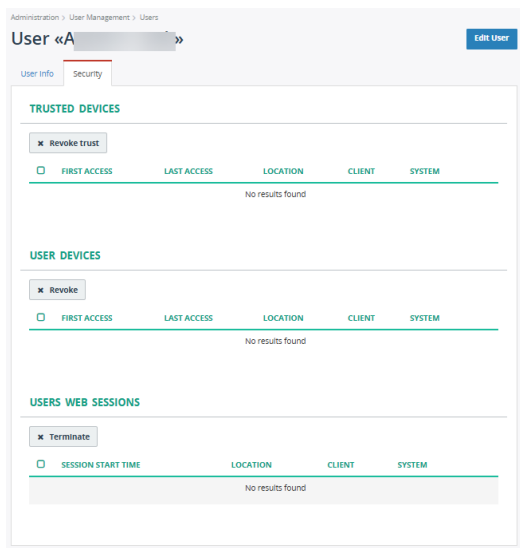 Administration > User Management > Users
User «A »
Edit User
User Info
Security
TRUSTED DEVICES
✖ Revoke trust
FIRST ACCESS LAST ACCESS LOCATION CLIENT SYSTEM
No results found
USER DEVICES
✖ Revoke
FIRST ACCESS LAST ACCESS LOCATION CLIENT SYSTEM
No results found
USERS WEB SESSIONS
✖ Terminate
SESSION START TIME LOCATION CLIENT SYSTEM
No results found